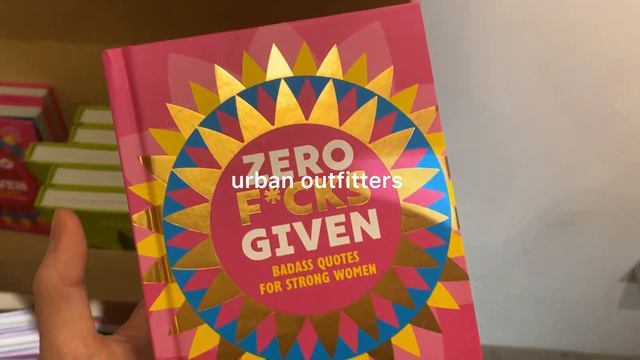 ZERO
urban outfitters
F*CKS
GIVEN
BADASS QUOTES
FOR STRONG WOMEN